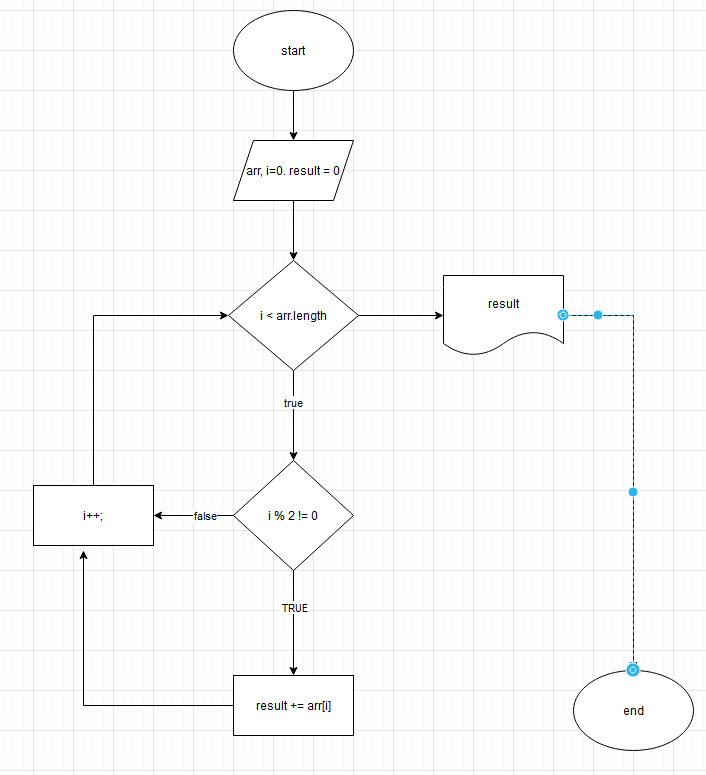 start
arr, i=0. result = 0
i < arr.length
result
true
i++;
false
i % 2 != 0
TRUE
result += arr[i]
end